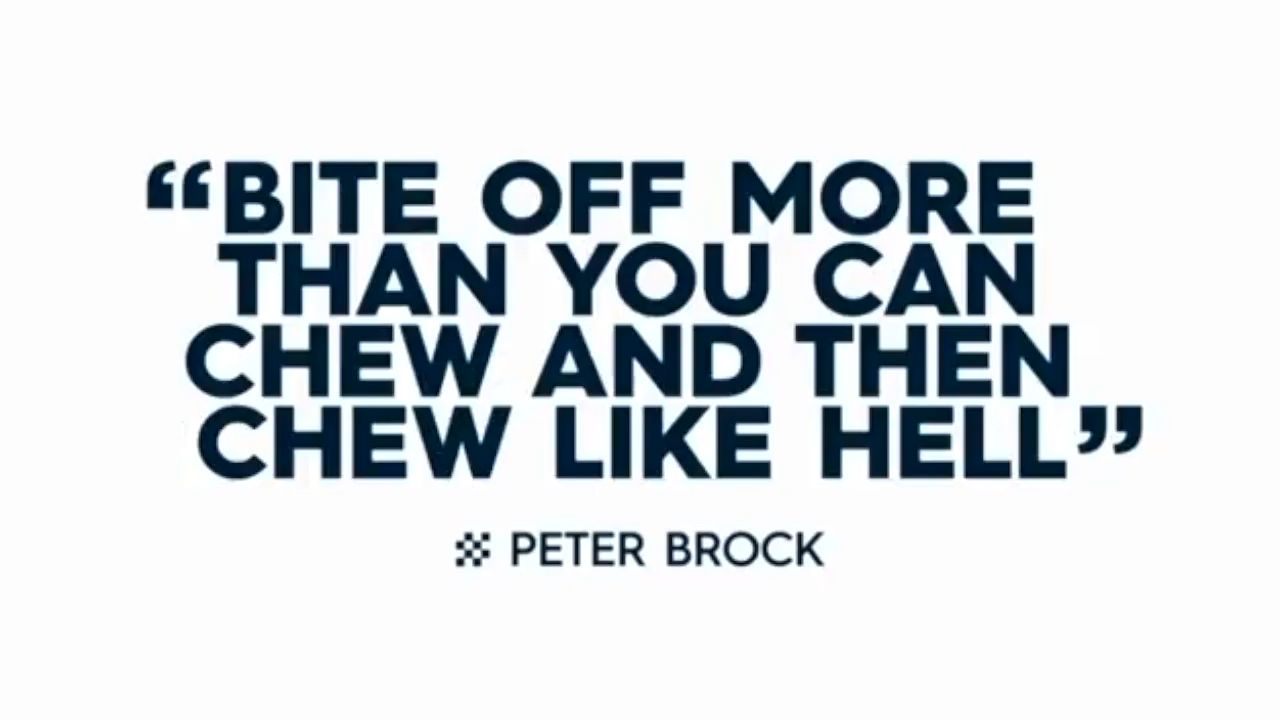 “BITE OFF MORE
THAN YOU CAN
CHEW AND THEN
CHEW LIKE HELL”
PETER BROCK